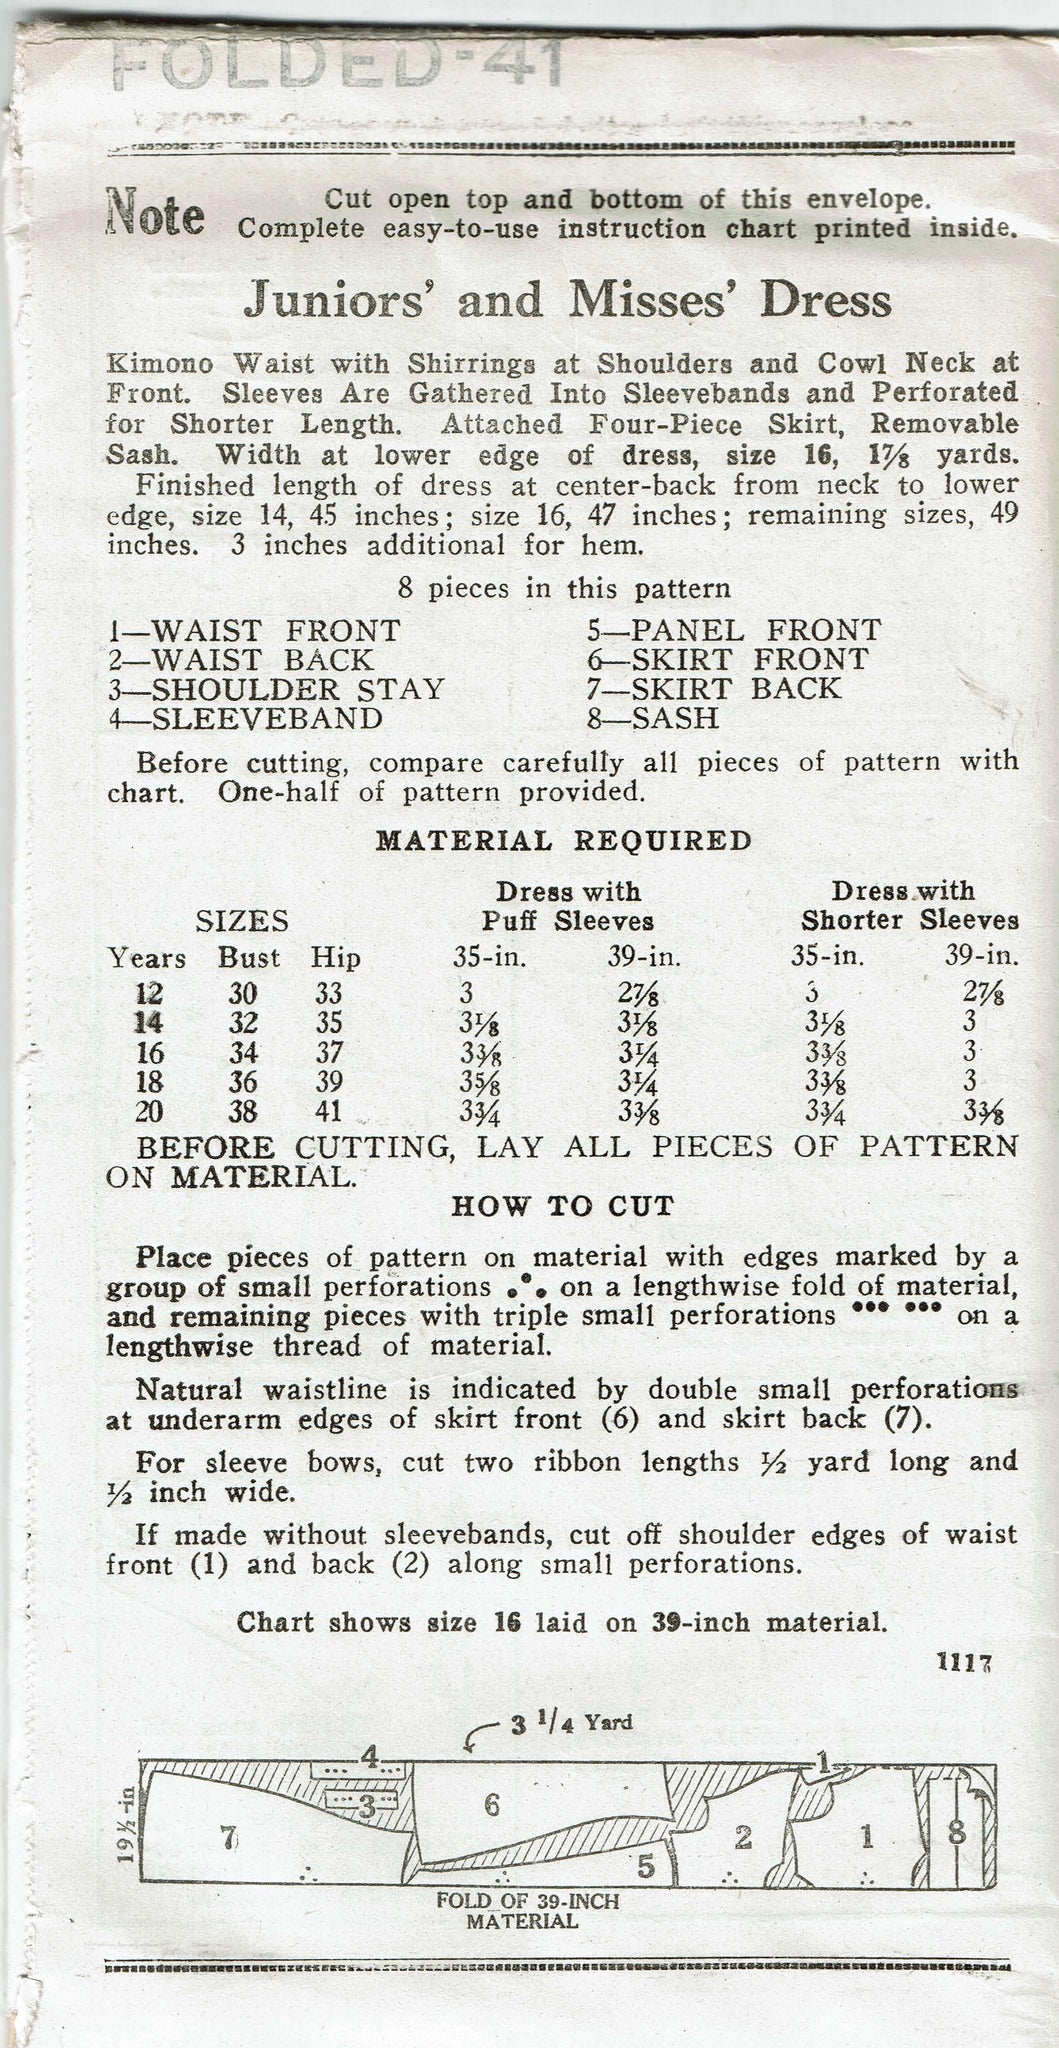 FOLDED-41
Note
Cut open top and bottom of this envelope.
Complete easy-to-use instruction chart printed inside.
Juniors' and Misses' Dress
Kimono Waist with Shirrings at Shoulders and Cowl Neck at
Front. Sleeves Are Gathered Into Sleevebands and Perforated
for Shorter Length. Attached Four-Piece Skirt, Removable
Sash. Width at lower edge of dress, size 16, 1⅞ yards.
Finished length of dress at center-back from neck to lower
edge, size 14, 45 inches; size 16, 47 inches; remaining sizes, 49
inches. 3 inches additional for hem.
8 pieces in this pattern
1—WAIST FRONT 5—PANEL FRONT
2—WAIST BACK 6—SKIRT FRONT
3—SHOULDER STAY 7—SKIRT BACK
4—SLEEVEBAND 8—SASH
Before cutting, compare carefully all pieces of pattern with
chart. One-half of pattern provided.
MATERIAL REQUIRED
Dress with Dress with
SIZES Puff Sleeves Shorter Sleeves
Years Bust Hip 35-in. 39-in. 35-in. 39-in.
12 30 33 3 2⅞ 3 2⅞
14 32 35 3⅛ 3⅛ 3⅛ 3
16 34 37 3⅜ 3¼ 3⅜ 3
18 36 39 3⅝ 3¼ 3⅜ 3
20 38 41 3¾ 3⅜ 3¾ 3⅜
BEFORE CUTTING, LAY ALL PIECES OF PATTERN
ON MATERIAL.
HOW TO CUT
Place pieces of pattern on material with edges marked by a
group of small perforations .•. on a lengthwise fold of material,
and remaining pieces with triple small perforations ••• ••• on a
lengthwise thread of material.
Natural waistline is indicated by double small perforations
at underarm edges of skirt front (6) and skirt back (7).
For sleeve bows, cut two ribbon lengths ½ yard long and
½ inch wide.
If made without sleevebands, cut off shoulder edges of waist
front (1) and back (2) along small perforations.
Chart shows size 16 laid on 39-inch material.
1117
3 1/4 Yard
19½-in
4
1
3
6
7
2
1
8
5
FOLD OF 39-INCH
MATERIAL